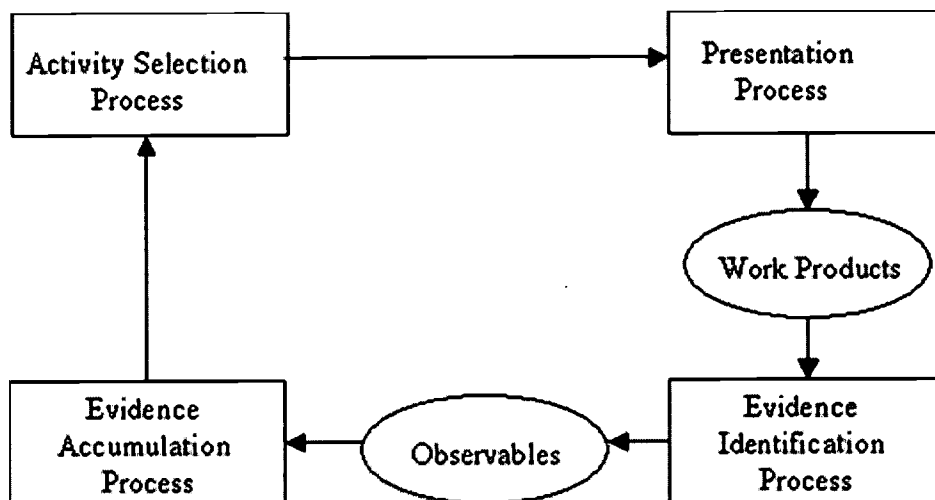 Activity Selection
Process
Presentation
Process
Work Products
Evidence
Identification
Process
Observables
Evidence
Accumulation
Process